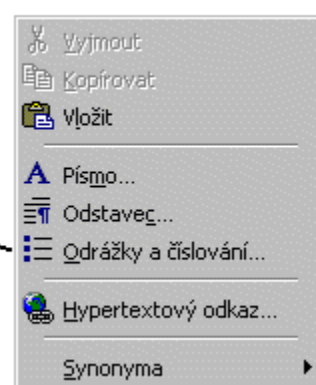 Vyjmout
Kopírovat
Vložit
Písmo...
Odstavec...
Odrážky a číslování...
Hypertextový odkaz...
Synonyma